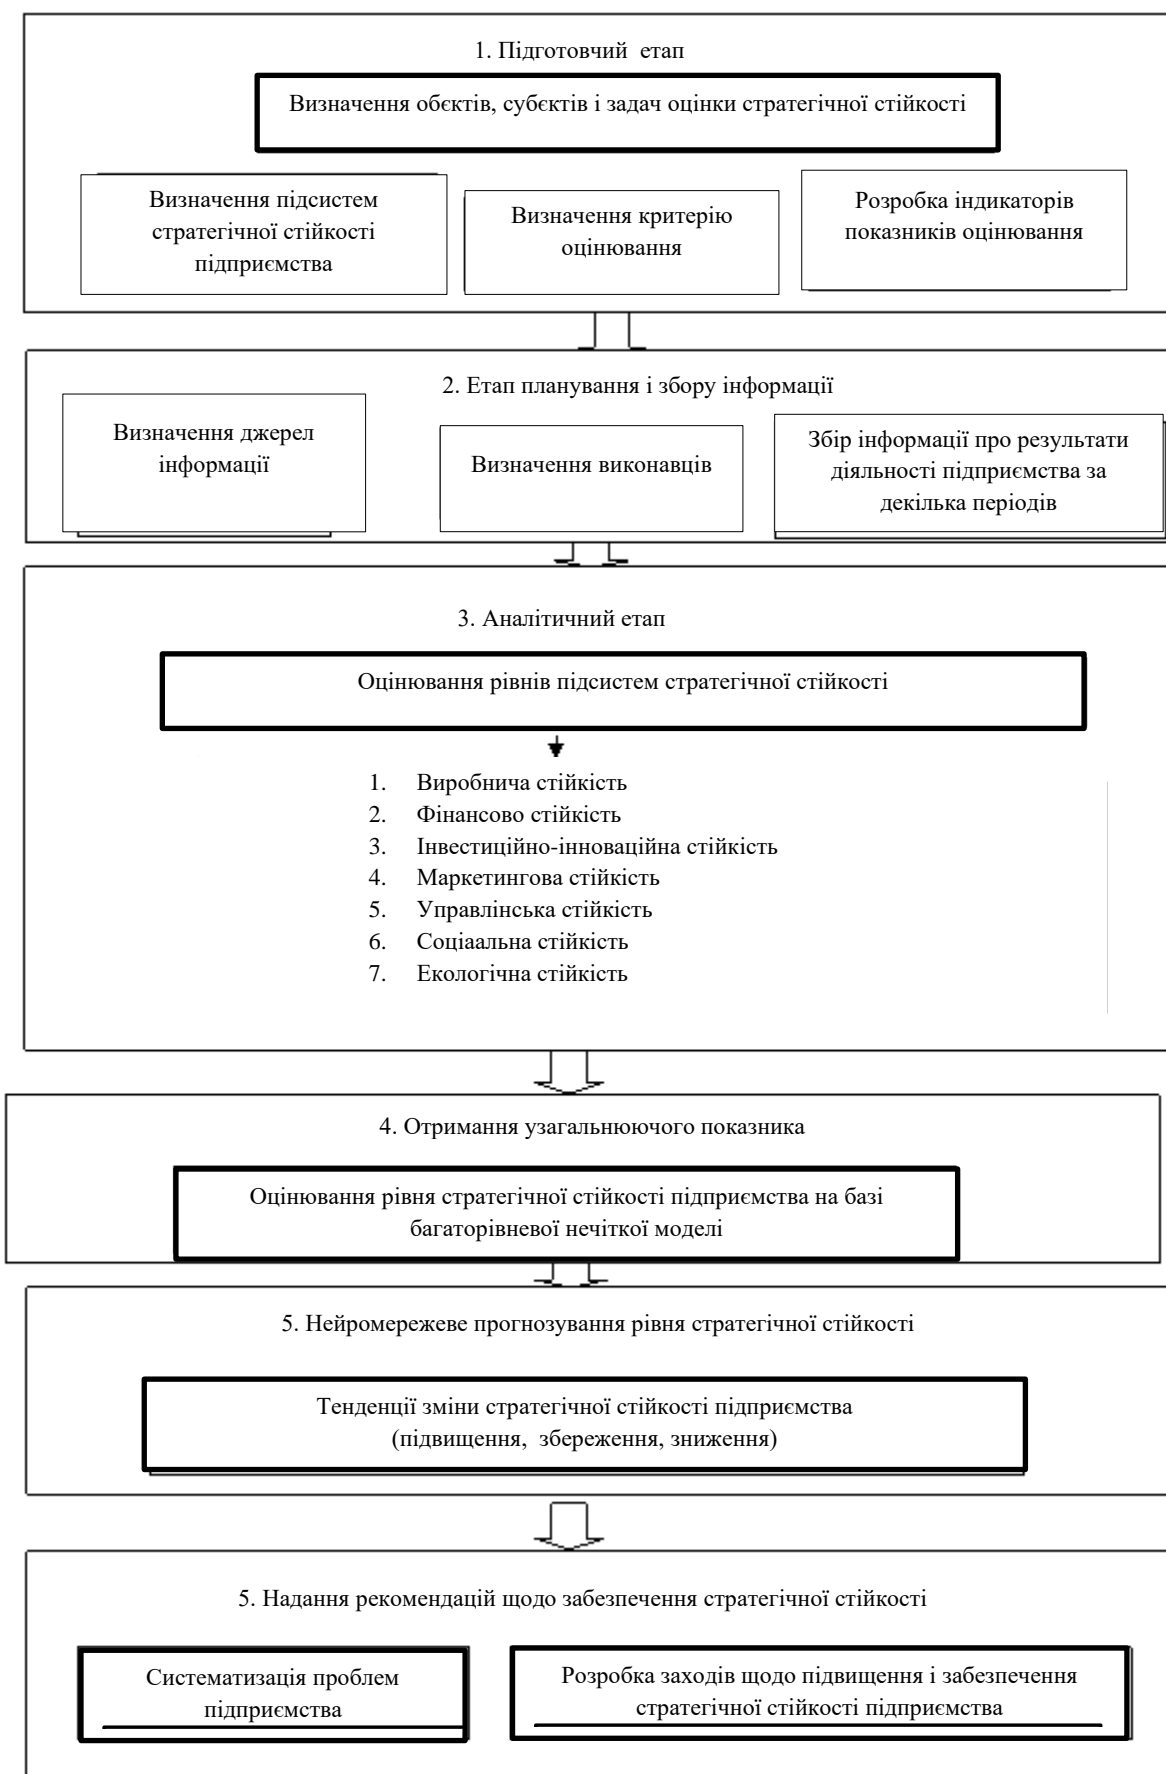 1. Підготовчий етап
Визначення обєктів, субєктів і задач оцінки стратегічної стійкості
Визначення підсистем
стратегічної стійкості
підприємства
Визначення критерію
оцінювання
Розробка індикаторів
показників оцінювання
2. Етап планування і збору інформації
Визначення джерел
інформації
Визначення виконавців
Збір інформації про результати
діяльності підприємства за
декілька періодів
3. Аналітичний етап
Оцінювання рівнів підсистем стратегічної стійкості
1. Виробнича стійкість
2. Фінансово стійкість
3. Інвестиційно-інноваційна стійкість
4. Маркетингова стійкість
5. Управлінська стійкість
6. Соціаальна стійкість
7. Екологічна стійкість
4. Отримання узагальнюючого показника
Оцінювання рівня стратегічної стійкості підприємства на базі
багаторівневої нечіткої моделі
5. Нейромережеве прогнозування рівня стратегічної стійкості
Тенденції зміни стратегічної стійкості підприємства
(підвищення, збереження, зниження)
5. Надання рекомендацій щодо забезпечення стратегічної стійкості
Систематизація проблем
підприємства
Розробка заходів щодо підвищення і забезпечення
стратегічної стійкості підприємства